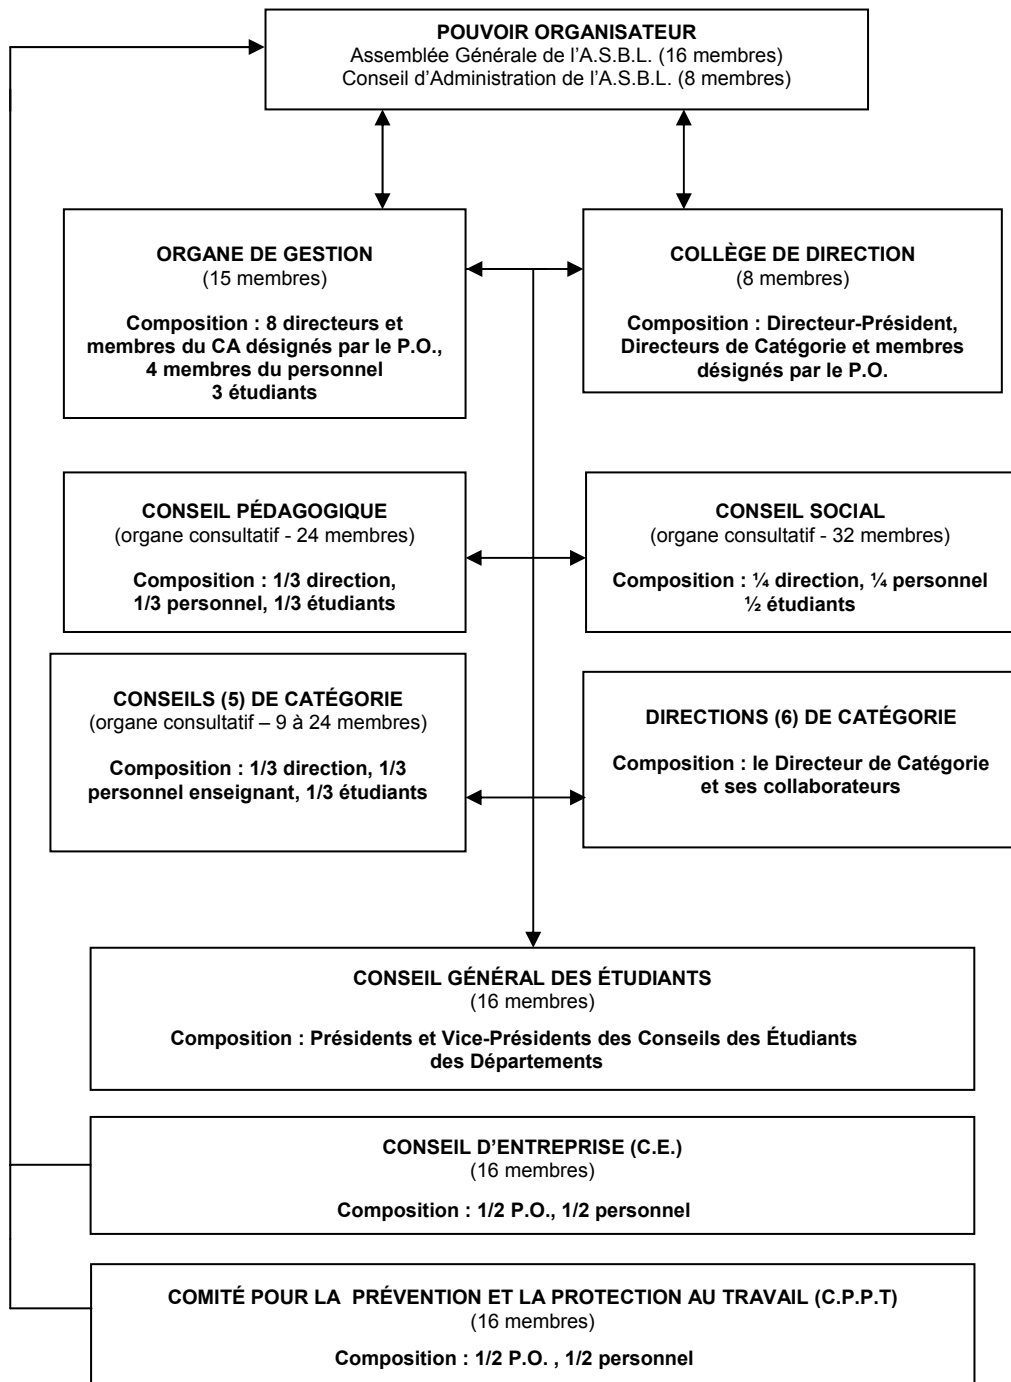 POUVOIR ORGANISATEUR
Assemblée Générale de l’A.S.B.L. (16 membres)
Conseil d’Administration de l’A.S.B.L. (8 membres)
ORGANE DE GESTION
(15 membres)
Composition : 8 directeurs et
membres du CA désignés par le P.O.,
4 membres du personnel
3 étudiants
COLLÈGE DE DIRECTION
(8 membres)
Composition : Directeur-Président,
Directeurs de Catégorie et membres
désignés par le P.O.
CONSEIL PÉDAGOGIQUE
(organe consultatif - 24 membres)
Composition : 1/3 direction,
1/3 personnel, 1/3 étudiants
CONSEIL SOCIAL
(organe consultatif - 32 membres)
Composition : ¼ direction, ¼ personnel
½ étudiants
CONSEILS (5) DE CATÉGORIE
(organe consultatif – 9 à 24 membres)
Composition : 1/3 direction, 1/3
personnel enseignant, 1/3 étudiants
DIRECTIONS (6) DE CATÉGORIE
Composition : le Directeur de Catégorie
et ses collaborateurs
CONSEIL GÉNÉRAL DES ÉTUDIANTS
(16 membres)
Composition : Présidents et Vice-Présidents des Conseils des Étudiants
des Départements
CONSEIL D’ENTREPRISE (C.E.)
(16 membres)
Composition : 1/2 P.O., 1/2 personnel
COMITÉ POUR LA PRÉVENTION ET LA PROTECTION AU TRAVAIL (C.P.P.T)
(16 membres)
Composition : 1/2 P.O. , 1/2 personnel